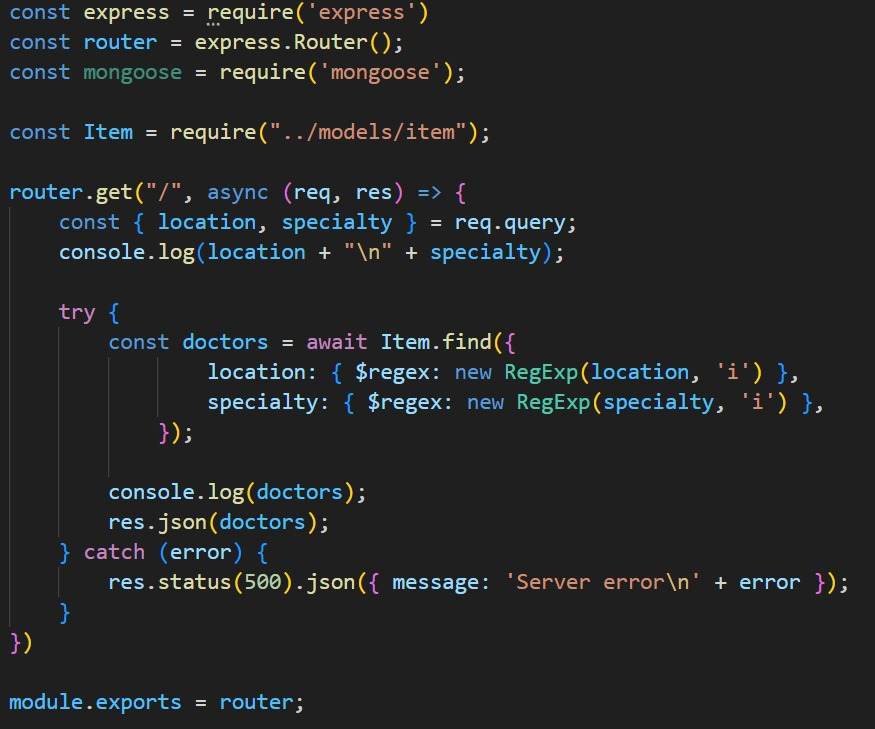 const express = require('express')
const router = express.Router();
const mongoose = require('mongoose');

const Item = require("../models/item");

router.get("/", async (req, res) => {
    const { location, specialty } = req.query;
    console.log(location + "\n" + specialty);

    try {
        const doctors = await Item.find({
                location: { $regex: new RegExp(location, 'i') },
                specialty: { $regex: new RegExp(specialty, 'i') },
            });

        console.log(doctors);
        res.json(doctors);
    } catch (error) {
        res.status(500).json({ message: 'Server error\n' + error });
    }
})

module.exports = router;